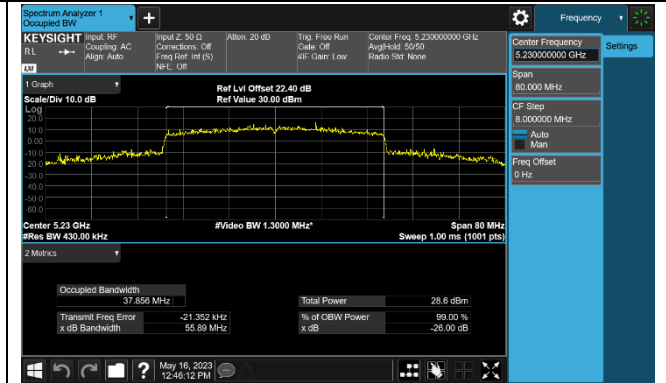 Spectrum Analyzer 1
Occupied BW
+
Frequency
KEYSIGHT
RL
LXI
Input: RF
Coupling: AC
Align: Auto
Input Z: 50 Ω
Corrections: Off
Freq Ref: Int (S)
NFE: Off
Atten: 20 dB
Trig: Free Run
Gate: Off
#IF Gain: Low
Center Freq: 5.230000000 GHz
Avg|Hold: 50/50
Radio Std: None
Center Frequency
5.230000000 GHz
Settings
Span
80.000 MHz
CF Step
8.000000 MHz
Auto
Man
Freq Offset
0 Hz
1 Graph
Scale/Div 10.0 dB
Ref Lvl Offset 22.40 dB
Ref Value 30.00 dBm
Log
20.0
10.0
0.00
-10.0
-20.0
-30.0
-40.0
-50.0
-60.0
Center 5.23 GHz
#Video BW 1.3000 MHz*
Span 80 MHz
#Res BW 430.00 kHz
Sweep 1.00 ms (1001 pts)
2 Metrics
Occupied Bandwidth
37.856 MHz
Total Power
28.6 dBm
Transmit Freq Error
-21.352 kHz
% of OBW Power
99.00 %
x dB Bandwidth
55.89 MHz
x dB
-26.00 dB
?
May 16, 2023
12:46:12 PM